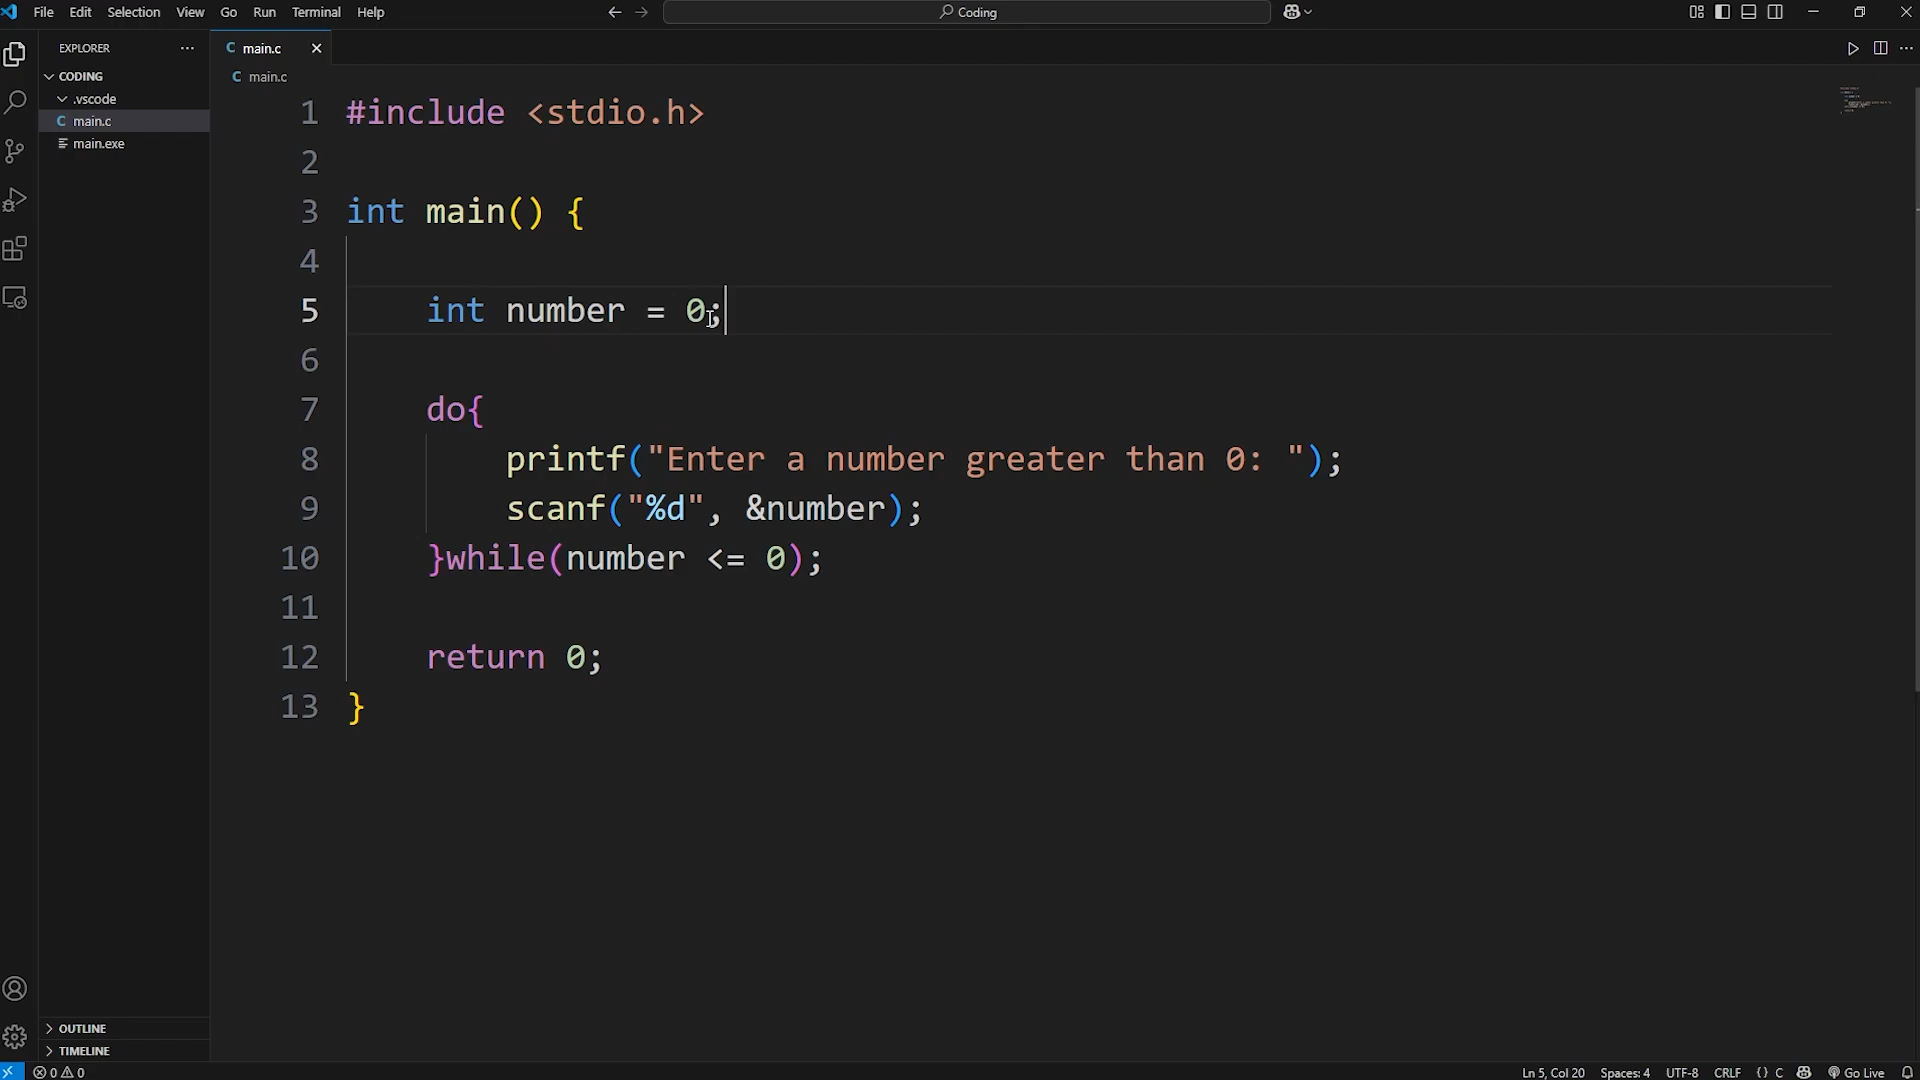 File Edit Selection View Go Run Terminal Help
Coding
EXPLORER
CODING
.vscode
C main.c
main.exe
OUTLINE
TIMELINE
C main.c
C main.c
1 #include <stdio.h>
2
3 int main() {
4
5     int number = 0;
6
7     do{
8         printf("Enter a number greater than 0: ");
9         scanf("%d", &number);
10     }while(number <= 0);
11
12     return 0;
13 }
0 0
Ln 5, Col 20 Spaces: 4 UTF-8 CRLF {} C Go Live